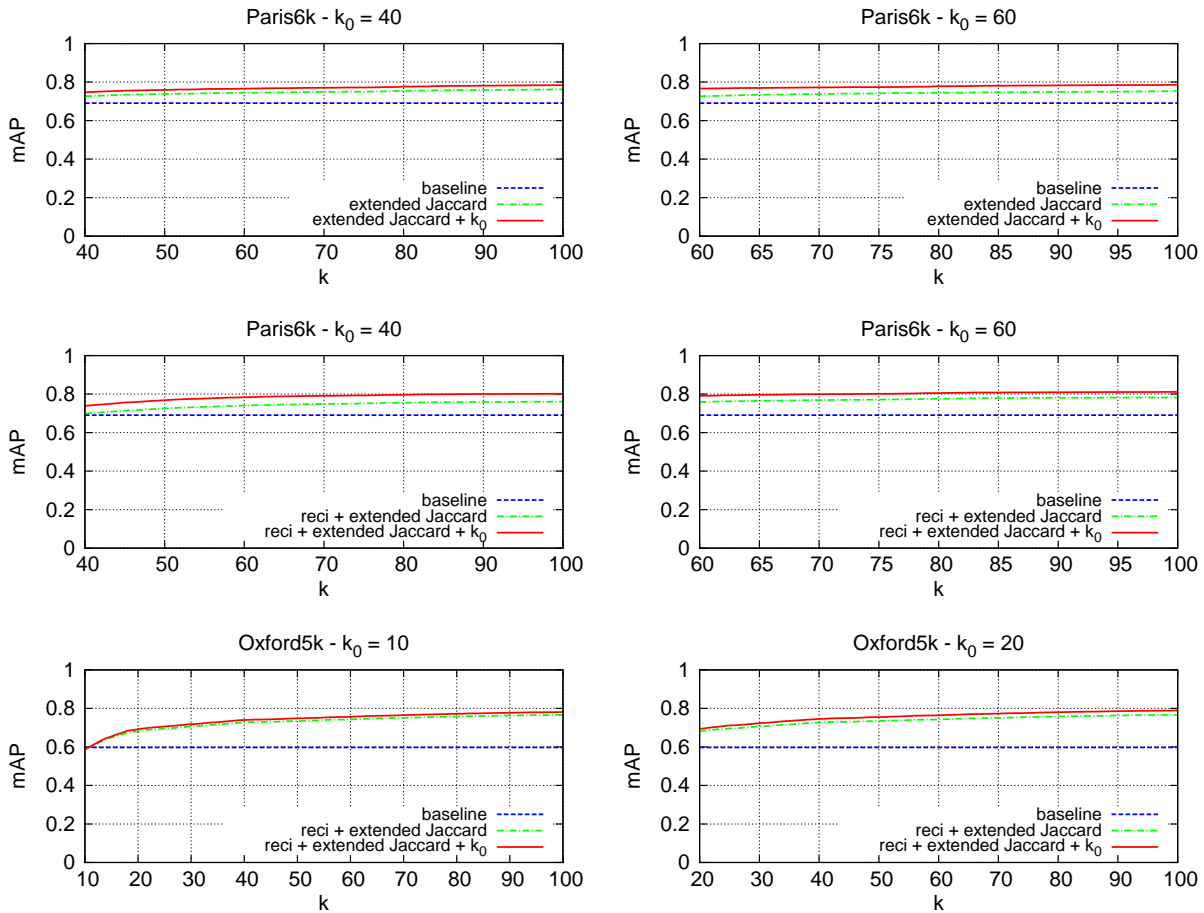 Paris6k - k0 = 40
1
0.8
0.6
0.4
0.2
0
mAP
baseline
extended Jaccard
extended Jaccard + k0
40 50 60 70 80 90 100
k
Paris6k - k0 = 60
1
0.8
0.6
0.4
0.2
0
mAP
baseline
extended Jaccard
extended Jaccard + k0
60 65 70 75 80 85 90 95 100
k
Paris6k - k0 = 40
1
0.8
0.6
0.4
0.2
0
mAP
baseline
reci + extended Jaccard
reci + extended Jaccard + k0
40 50 60 70 80 90 100
k
Paris6k - k0 = 60
1
0.8
0.6
0.4
0.2
0
mAP
baseline
reci + extended Jaccard
reci + extended Jaccard + k0
60 65 70 75 80 85 90 95 100
k
Oxford5k - k0 = 10
1
0.8
0.6
0.4
0.2
0
mAP
baseline
reci + extended Jaccard
reci + extended Jaccard + k0
10 20 30 40 50 60 70 80 90 100
k
Oxford5k - k0 = 20
1
0.8
0.6
0.4
0.2
0
mAP
baseline
reci + extended Jaccard
reci + extended Jaccard + k0
20 30 40 50 60 70 80 90 100
k